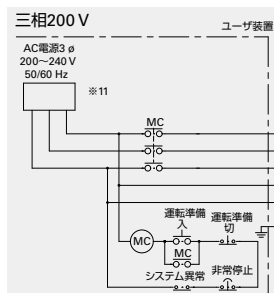 三相200 V
ユーザ装置
AC電源3 ø
200～240 V
50/60 Hz
※11
MC
運転準備
入
運転準備
切
MC
MC
システム異常
非常停止